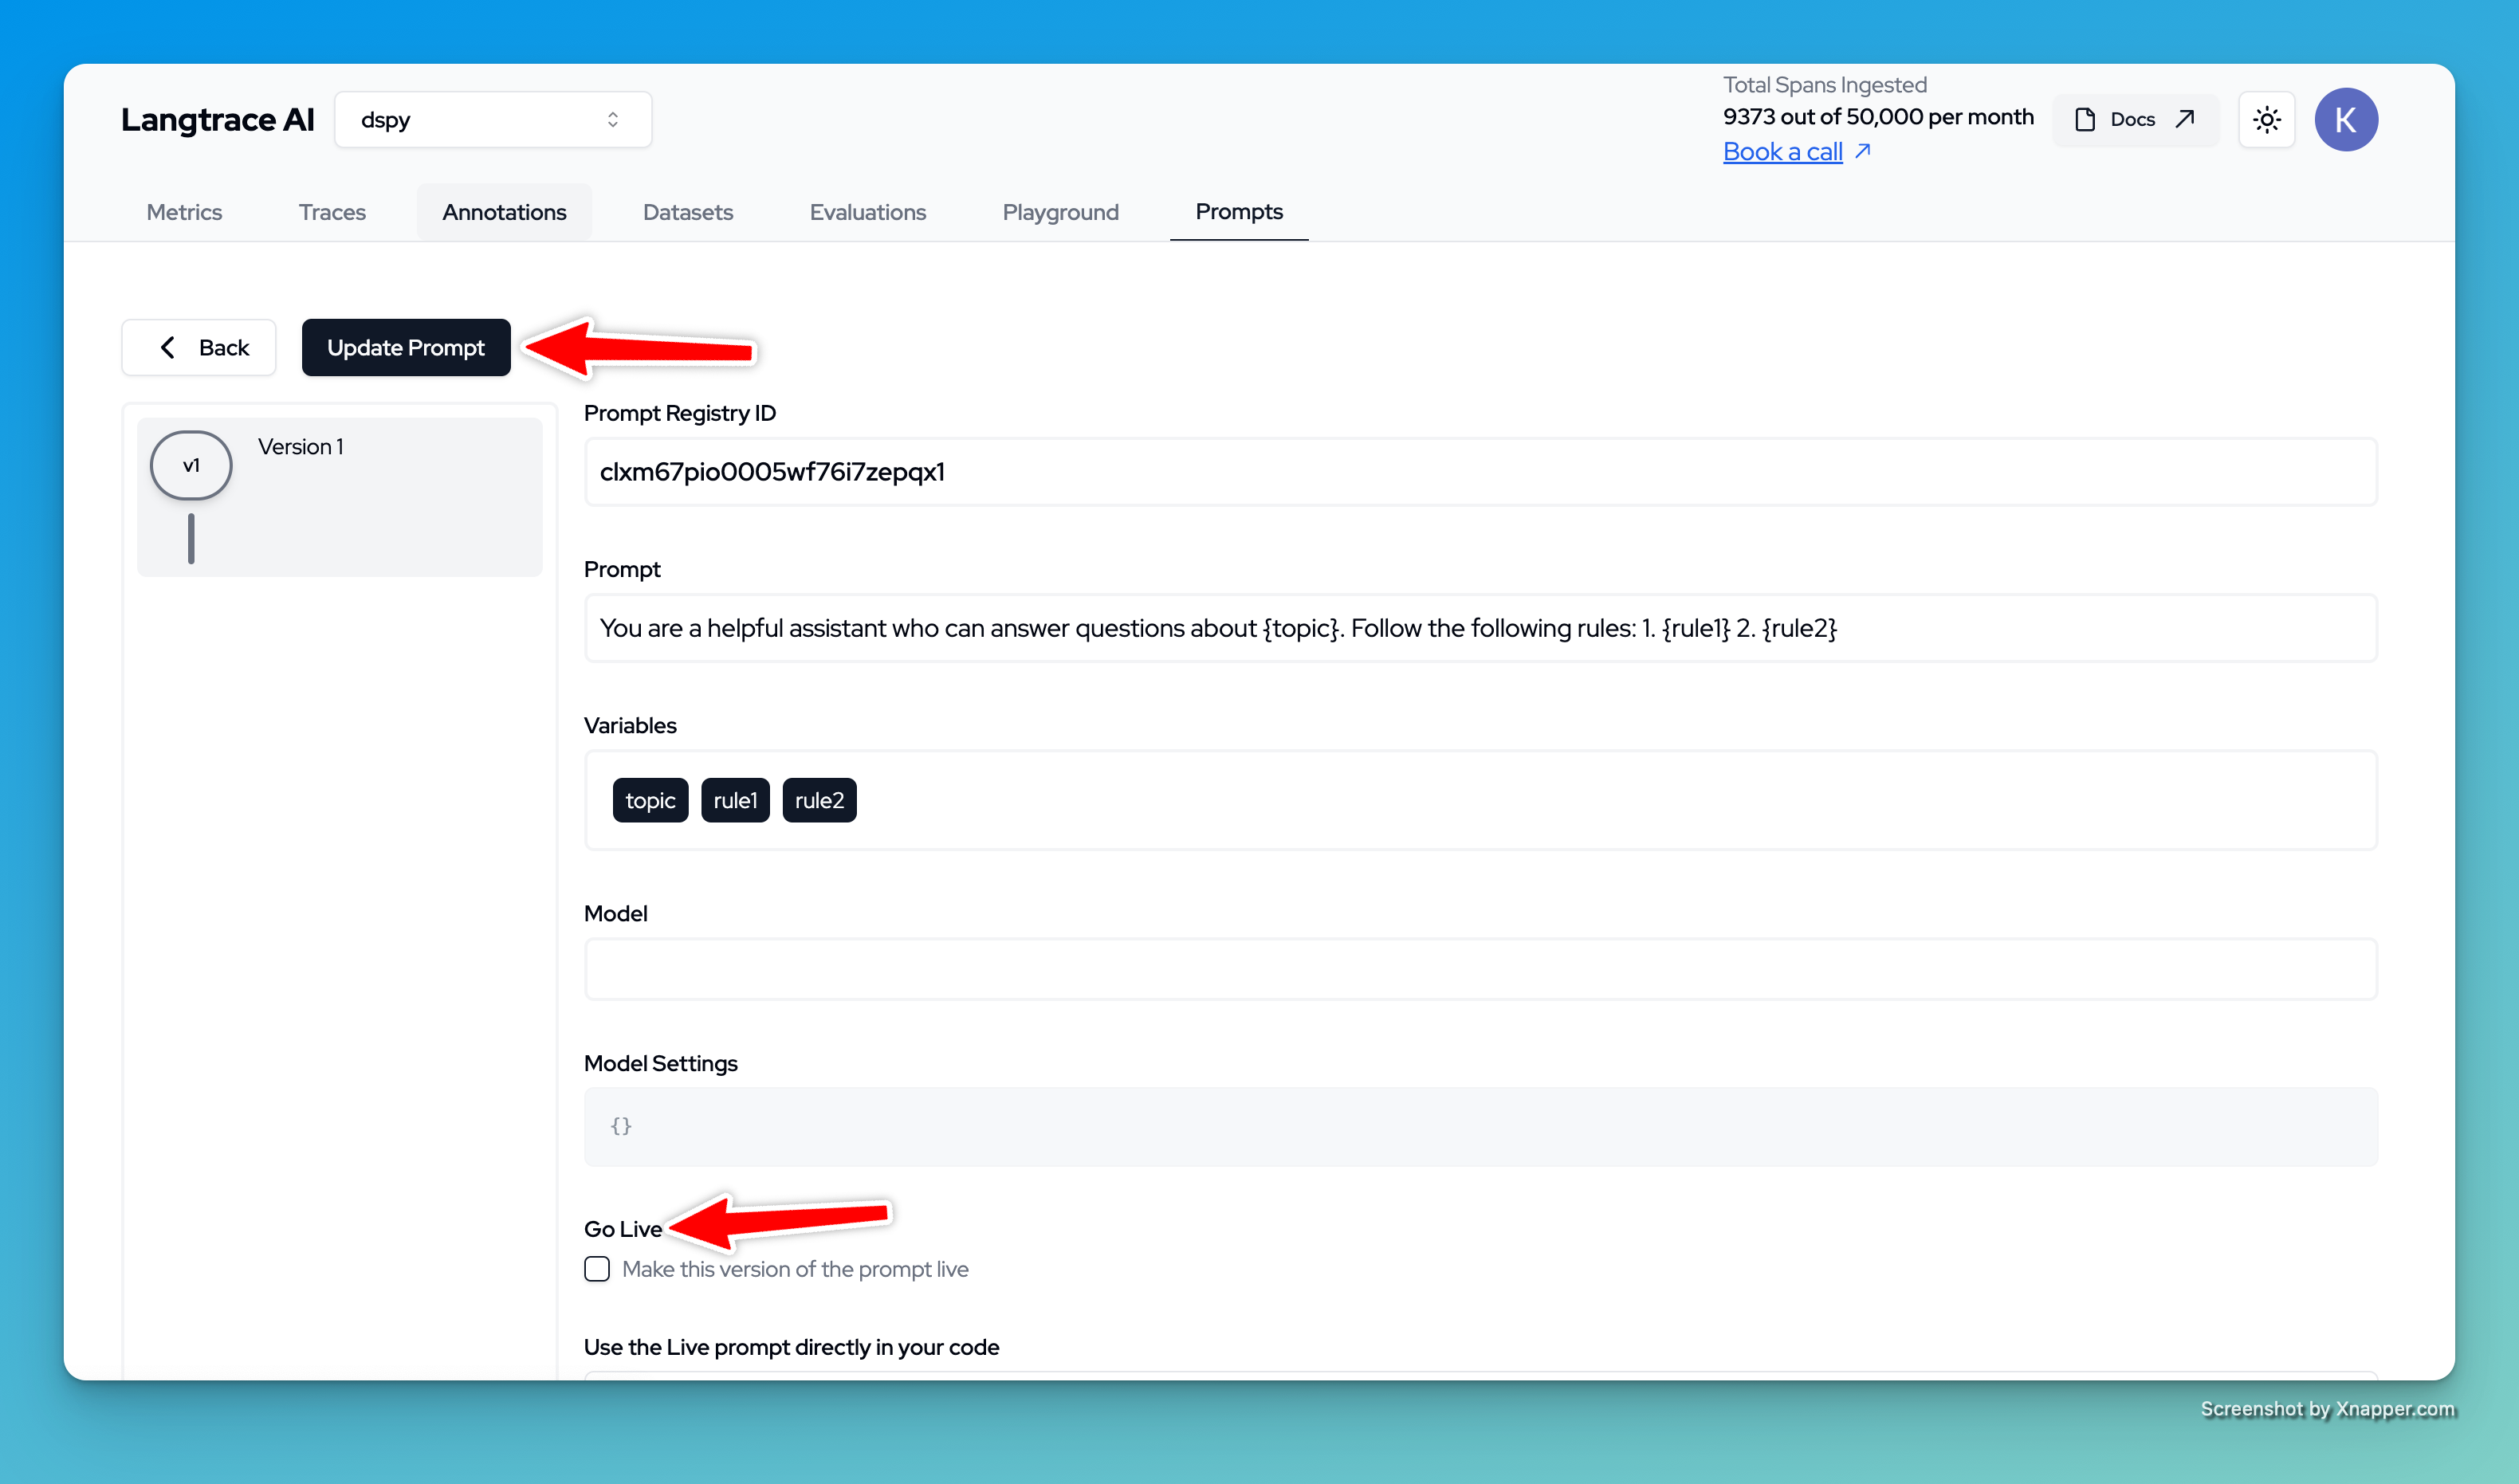 Langtrace AI
dspy
Total Spans Ingested
9373 out of 50,000 per month
Book a call
Docs
K
Metrics
Traces
Annotations
Datasets
Evaluations
Playground
Prompts
Back
Update Prompt
v1
Version 1
Prompt Registry ID
clxm67pio0005wf76i7zepqx1
Prompt
You are a helpful assistant who can answer questions about {topic}. Follow the following rules: 1. {rule1} 2. {rule2}
Variables
topic
rule1
rule2
Model
Model Settings
{}
Go Live
Make this version of the prompt live
Use the Live prompt directly in your code
Screenshot by Xnapper.com